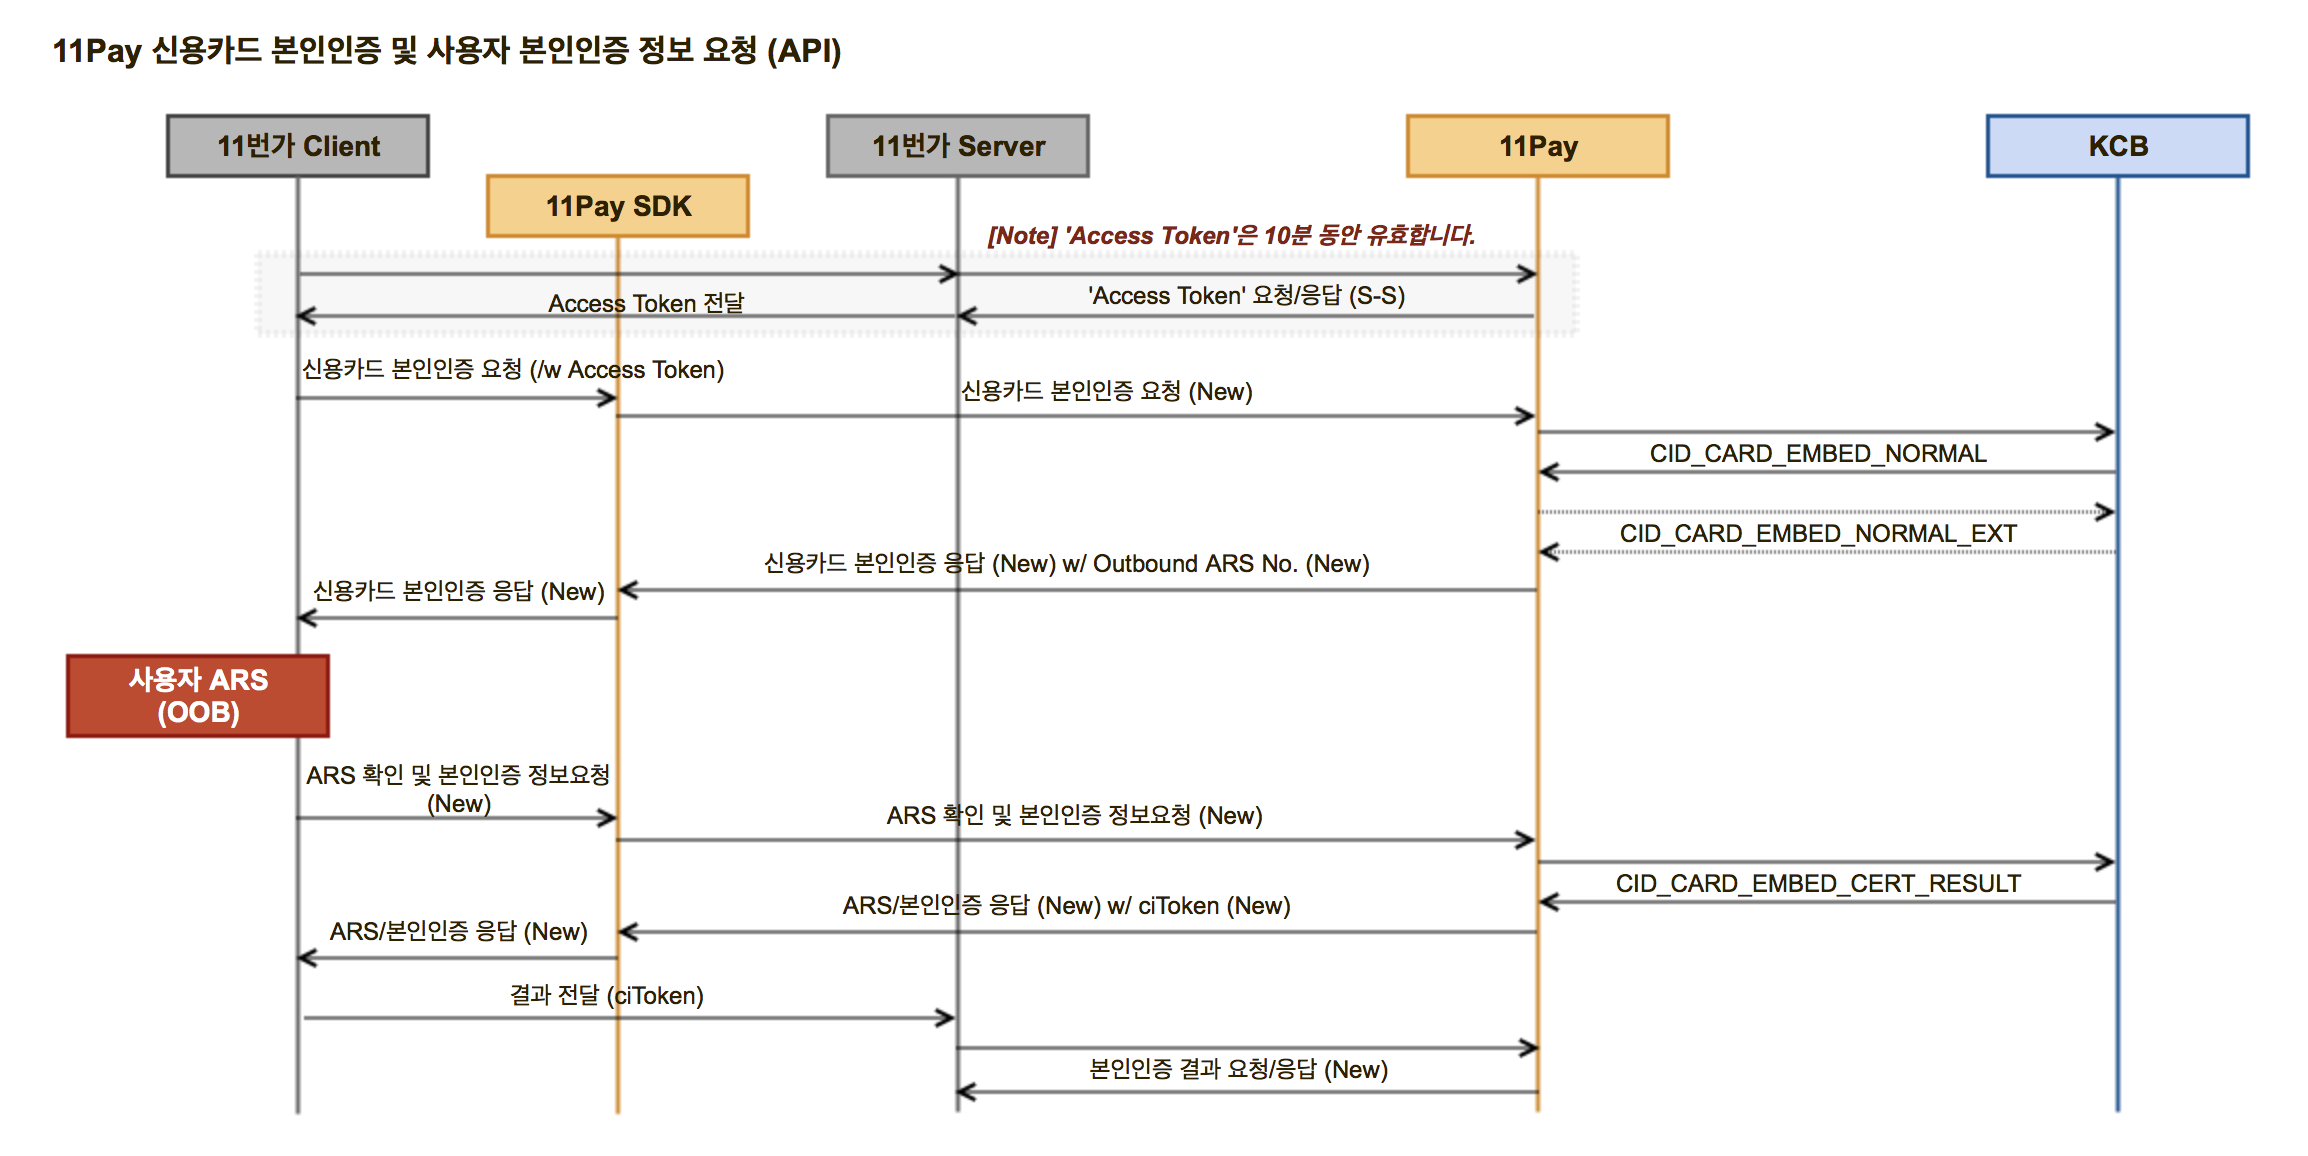 11Pay 신용카드 본인인증 및 사용자 본인인증 정보 요청 (API)
11번가 Client
11번가 Server
11Pay
KCB
11Pay SDK
[Note] 'Access Token'은 10분 동안 유효합니다.
Access Token 전달
'Access Token' 요청/응답 (S-S)
신용카드 본인인증 요청 (/w Access Token)
신용카드 본인인증 요청 (New)
CID_CARD_EMBED_NORMAL
CID_CARD_EMBED_NORMAL_EXT
신용카드 본인인증 응답 (New) w/ Outbound ARS No. (New)
신용카드 본인인증 응답 (New)
사용자 ARS
(OOB)
ARS 확인 및 본인인증 정보요청
(New)
ARS 확인 및 본인인증 정보요청 (New)
CID_CARD_EMBED_CERT_RESULT
ARS/본인인증 응답 (New) w/ ciToken (New)
ARS/본인인증 응답 (New)
결과 전달 (ciToken)
본인인증 결과 요청/응답 (New)